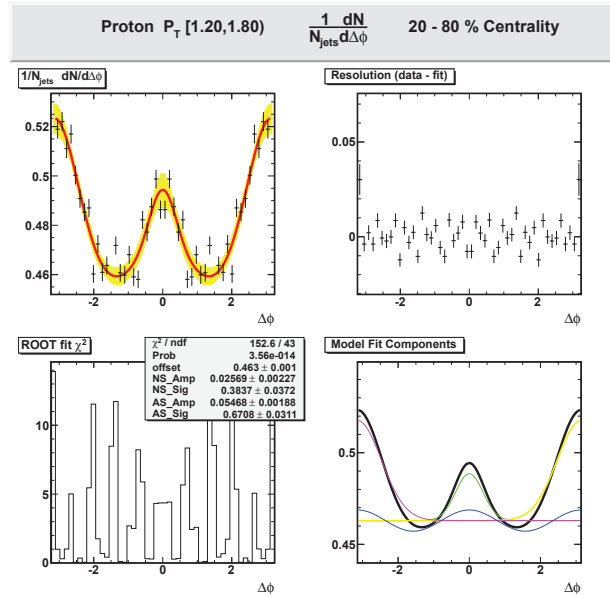 Proton P_T [1.20,1.80) 1 dN / N_jets dΔϕ 20 - 80 % Centrality
1/N_jets dN/dΔϕ
0.52
0.5
0.48
0.46
-2 0 2
Δϕ
Resolution (data - fit)
0.05
0
-2 0 2
Δϕ
ROOT fit χ²
χ² / ndf 152.6 / 43
Prob 3.56e-014
offset 0.463 ± 0.001
NS_Amp 0.02569 ± 0.00227
NS_Sig 0.3837 ± 0.0372
AS_Amp 0.05468 ± 0.00188
AS_Sig 0.6708 ± 0.0311
10
5
0
-2 0 2
Δϕ
Model Fit Components
0.5
0.45
-2 0 2
Δϕ